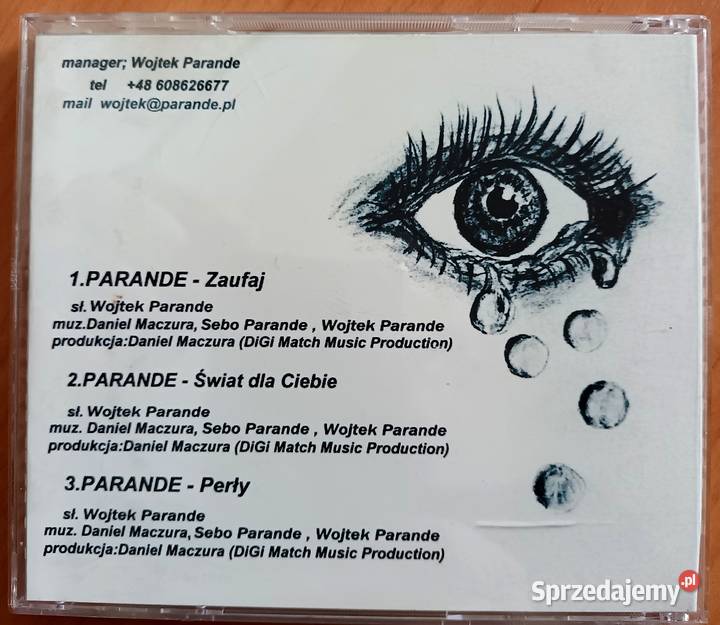 manager; Wojtek Parande
tel +48 608626677
mail wojtek@parande.pl
1.PARANDE - Zaufaj
sł. Wojtek Parande
muz.Daniel Maczura, Sebo Parande , Wojtek Parande
produkcja:Daniel Maczura (DiGi Match Music Production)
2.PARANDE - Świat dla Ciebie
sł. Wojtek Parande
muz. Daniel Maczura, Sebo Parande , Wojtek Parande
produkcja:Daniel Maczura (DiGi Match Music Production)
3.PARANDE - Perły
sł. Wojtek Parande
muz. Daniel Maczura, Sebo Parande , Wojtek Parande
produkcja:Daniel Maczura (DiGi Match Music Production)
Sprzedajemy.pl